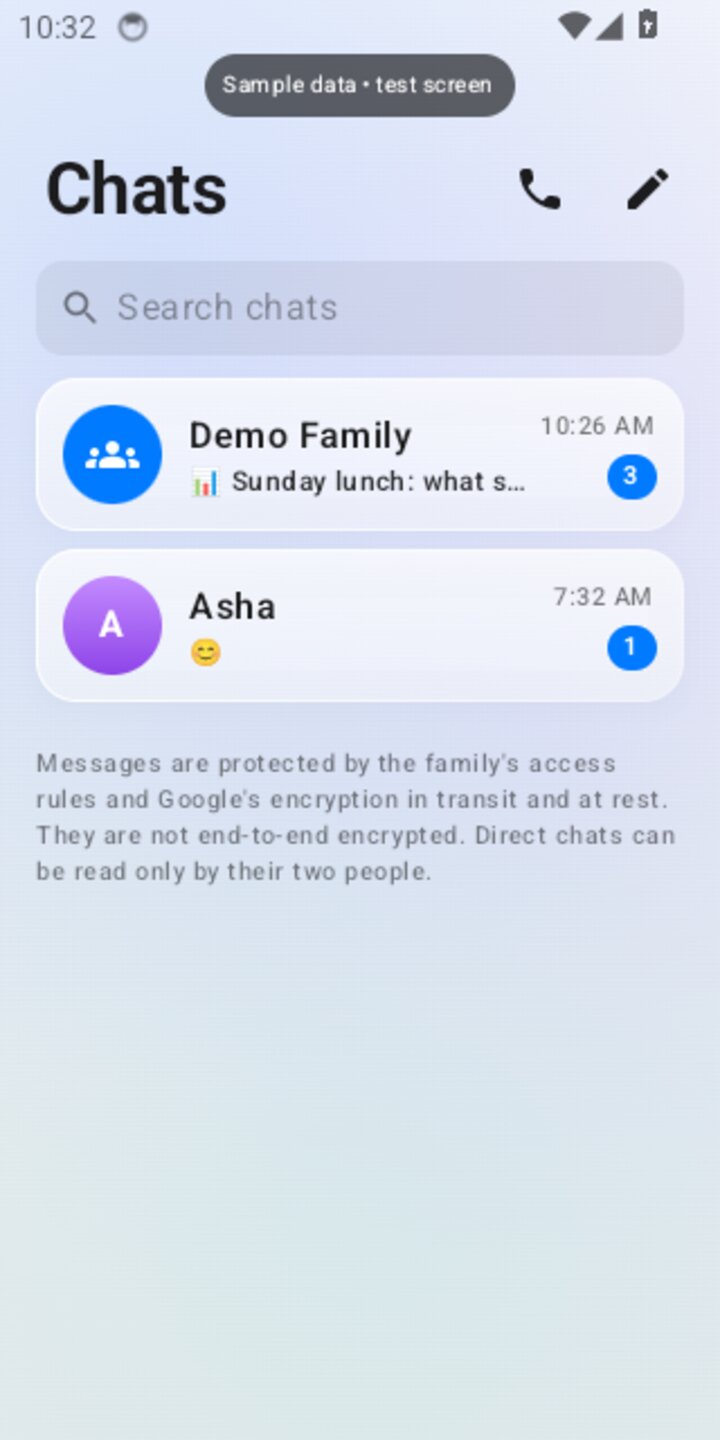 10:32
Sample data • test screen
Chats
Search chats
Demo Family
10:26 AM
📊 Sunday lunch: what s...
3
Asha
7:32 AM
😊
1
A
Messages are protected by the family's access
rules and Google's encryption in transit and at rest.
They are not end-to-end encrypted. Direct chats can
be read only by their two people.